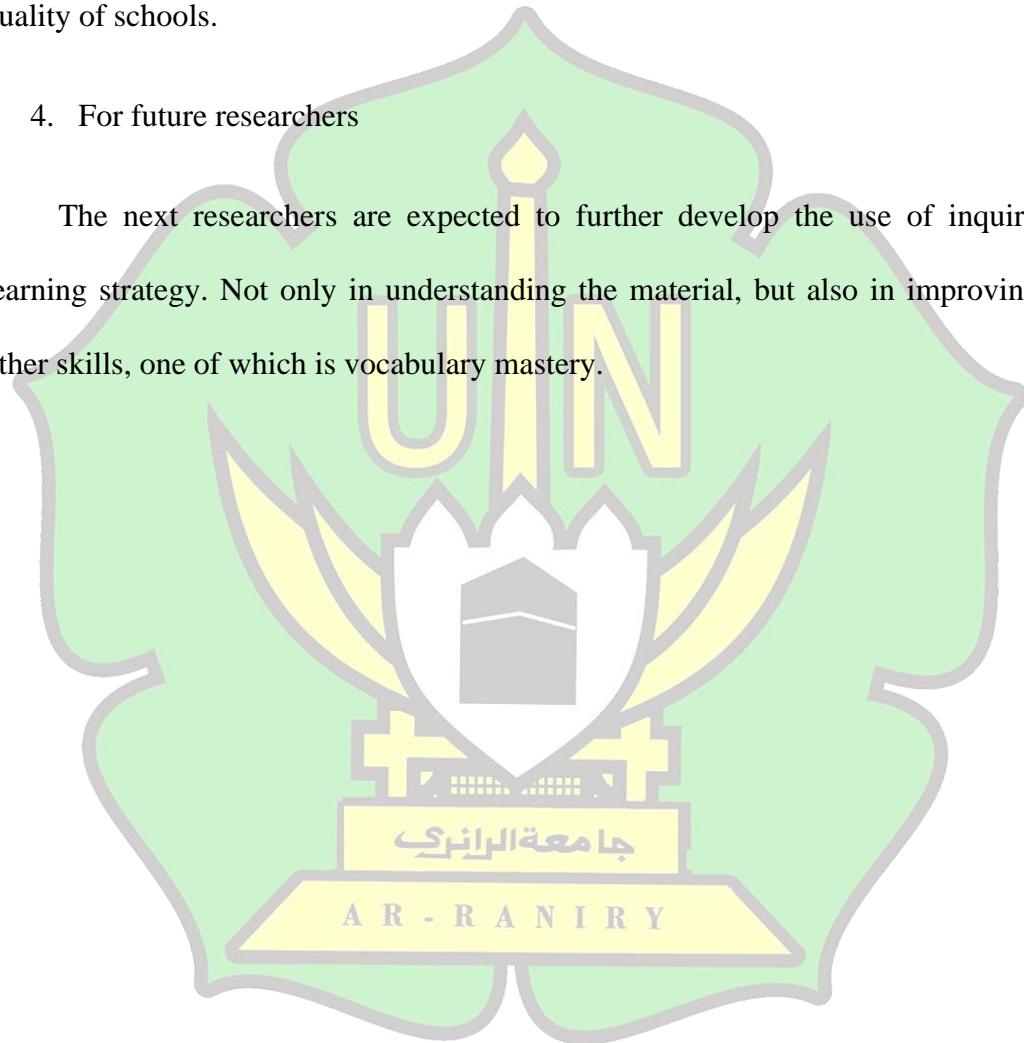 uality of schools.
4. For future researchers
The next researchers are expected to further develop the use of inquir
earning strategy. Not only in understanding the material, but also in improvin
ther skills, one of which is vocabulary mastery.
UIN
جامعة الرانري
AR-RANIRY